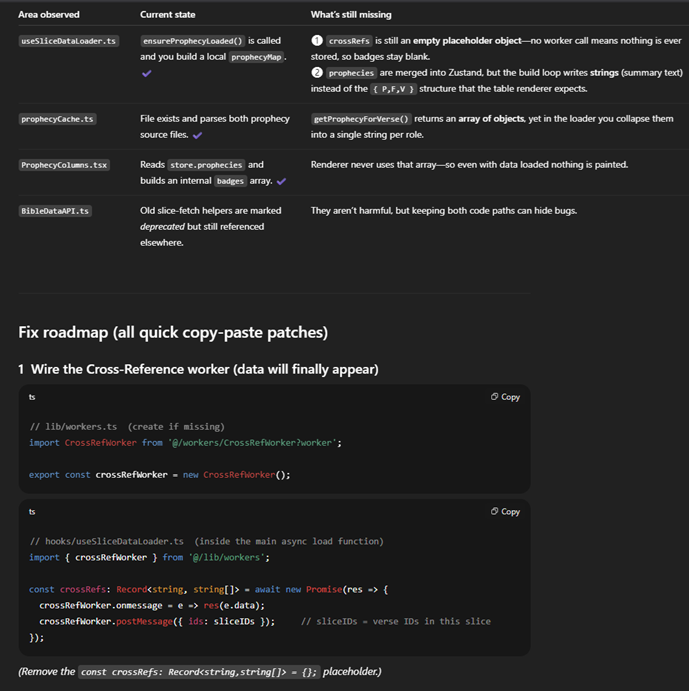 Area observed Current state What's still missing
useSliceDataLoader.ts ensureProphecyLoaded() is called ① crossRefs is still an empty placeholder object—no worker call means nothing is ever
and you build a local prophecyMap. stored, so badges stay blank.
✓ ② prophecies are merged into Zustand, but the build loop writes strings (summary text)
instead of the { P,F,V } structure that the table renderer expects.
prophecyCache.ts File exists and parses both prophecy getProphecyForVerse() returns an array of objects, yet in the loader you collapse them
source files. ✓ into a single string per role.
ProphecyColumns.tsx Reads store.prophecies and Renderer never uses that array—so even with data loaded nothing is painted.
builds an internal badges array. ✓
BibleDataAPI.ts Old slice-fetch helpers are marked They aren't harmful, but keeping both code paths can hide bugs.
deprecated but still referenced
elsewhere.
Fix roadmap (all quick copy-paste patches)
1 Wire the Cross-Reference worker (data will finally appear)
ts Copy
// lib/workers.ts (create if missing)
import CrossRefWorker from '@/workers/CrossRefWorker?worker';
export const crossRefWorker = new CrossRefWorker();
ts Copy
// hooks/useSliceDataLoader.ts (inside the main async load function)
import { crossRefWorker } from '@/lib/workers';
const crossRefs: Record<string, string[]> = await new Promise(res => {
crossRefWorker.onmessage = e => res(e.data);
crossRefWorker.postMessage({ ids: sliceIDs }); // sliceIDs = verse IDs in this slice
});
(Remove the const crossRefs: Record<string,string[]> = {}; placeholder.)